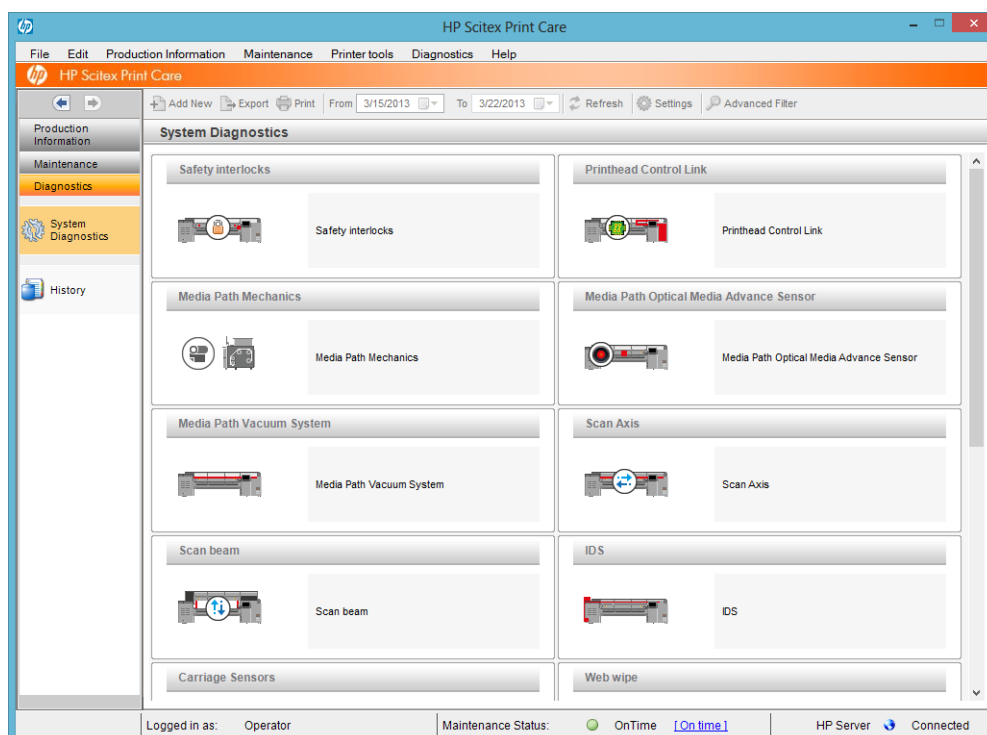 HP Scitex Print Care
File Edit Production Information Maintenance Printer tools Diagnostics Help
hp HP Scitex Print Care
Add New Export Print From 3/15/2013 To 3/22/2013 Refresh Settings Advanced Filter
Production
Information
Maintenance
Diagnostics
System
Diagnostics
History
System Diagnostics
Safety interlocks
Safety interlocks
Printhead Control Link
Printhead Control Link
Media Path Mechanics
Media Path Mechanics
Media Path Optical Media Advance Sensor
Media Path Optical Media Advance Sensor
Media Path Vacuum System
Media Path Vacuum System
Scan Axis
Scan Axis
Scan beam
Scan beam
IDS
IDS
Carriage Sensors
Web wipe
Logged in as: Operator Maintenance Status: OnTime [ On time ] HP Server Connected